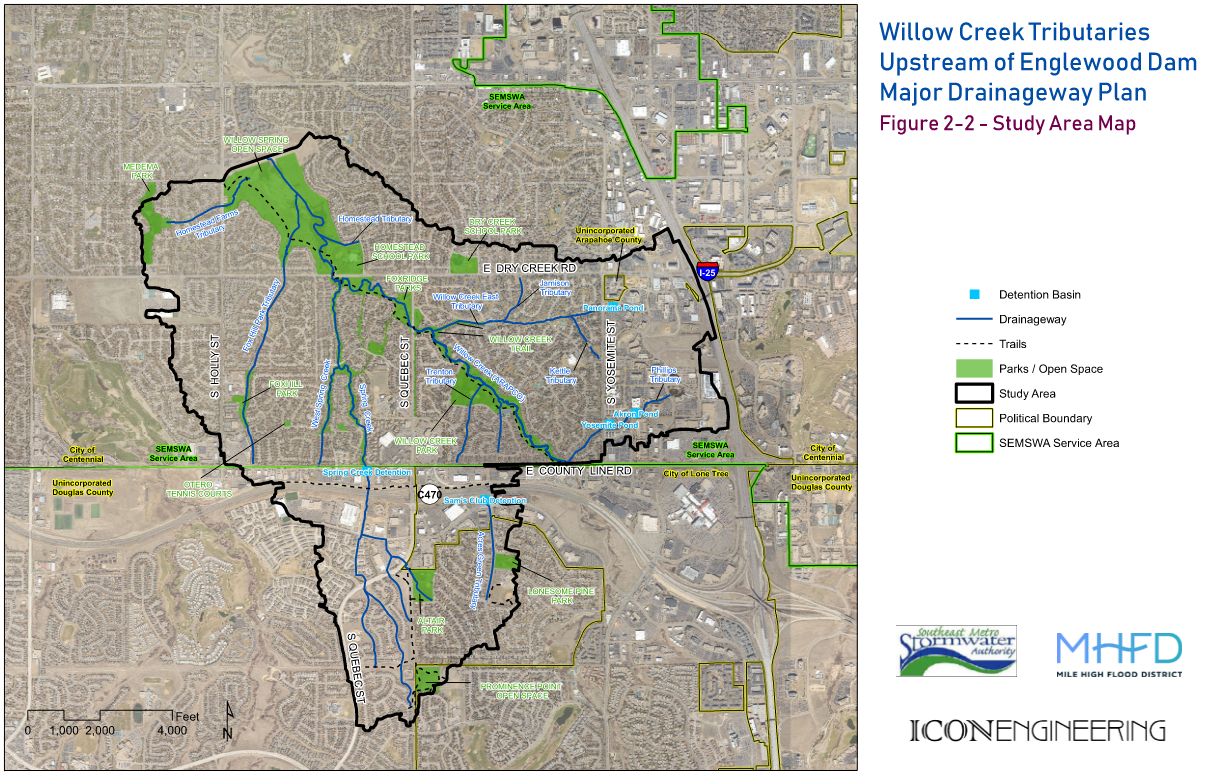 Willow Creek Tributaries
Upstream of Englewood Dam
Major Drainageway Plan
Figure 2-2 - Study Area Map
SEMSWA
Service Area
WILLOW SPRING
OPEN SPACE
MEDEMA
PARK
Homestead Farms
Tributary
Homestead Tributary
DRY CREEK
SCHOOL PARK
Unincorporated
Arapahoe County
HOMESTEAD
SCHOOL PARK
E DRY CREEK RD
I-25
FOXRIDGE
PARKS
Jamison
Tributary
Willow Creek East
Tributary
Panorama Pond
Foxhill Park Tributary
WILLOW CREEK
TRAIL
S HOLLY ST
S QUEBEC ST
S YOSEMITE ST
Willow Creek (APAPCO)
Trenton
Tributary
Kettle
Tributary
Phillips
Tributary
FOXHILL
PARK
West Spring Creek
Spring Creek
Akron Pond
Yosemite Pond
WILLOW CREEK
PARK
City of
Centennial
SEMSWA
Service Area
SEMSWA
Service Area
City of
Centennial
Spring Creek Detention
E COUNTY LINE RD
City of Lone Tree
Unincorporated
Douglas County
OTERO
TENNIS COURTS
C470
Sam's Club Detention
Unincorporated
Douglas County
Acres Green Tributary
LONESOME PINE
PARK
ALTAIR
PARK
S QUEBEC ST
PROMINENCE POINT
OPEN SPACE
Feet
0 1,000 2,000 4,000
N
Detention Basin
Drainageway
Trails
Parks / Open Space
Study Area
Political Boundary
SEMSWA Service Area
Southeast Metro
Stormwater
Authority
MHFD
MILE HIGH FLOOD DISTRICT
ICONENGINEERING